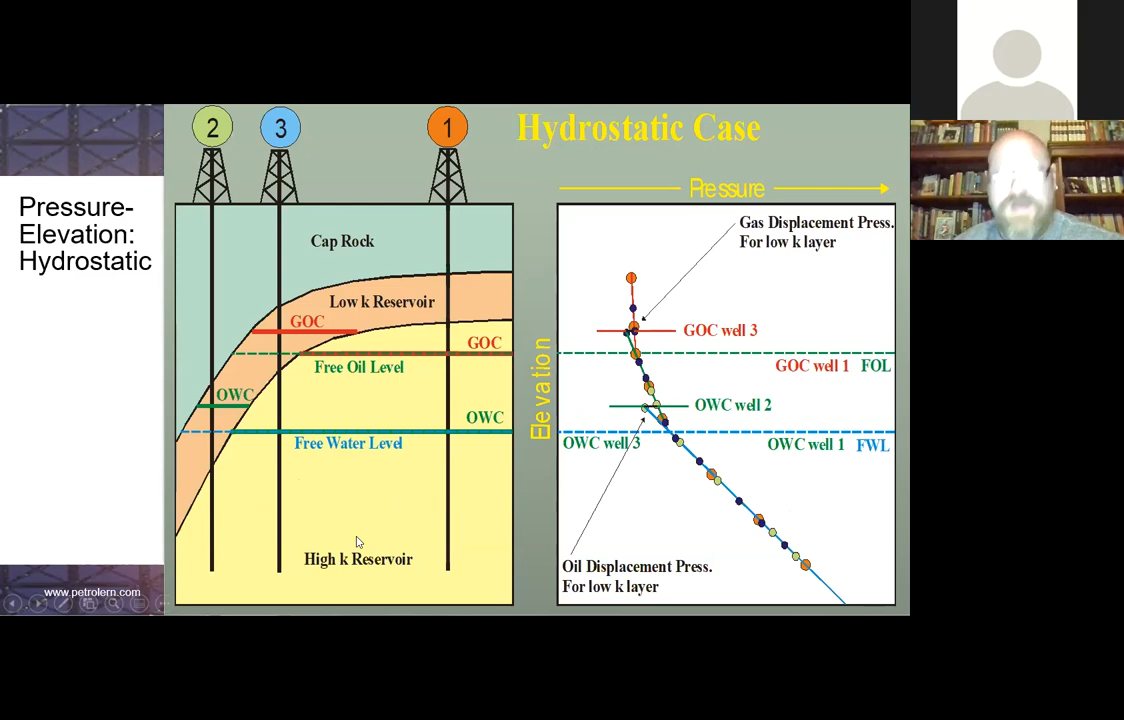 Pressure-
Elevation:
Hydrostatic
www.petrolern.com
2
3
1
Hydrostatic Case
Cap Rock
Low k Reservoir
GOC
GOC
Free Oil Level
OWC
OWC
Free Water Level
High k Reservoir
Pressure
Elevation
Gas Displacement Press.
For low k layer
GOC well 3
GOC well 1 FOL
OWC well 2
OWC well 3
OWC well 1 FWL
Oil Displacement Press.
For low k layer